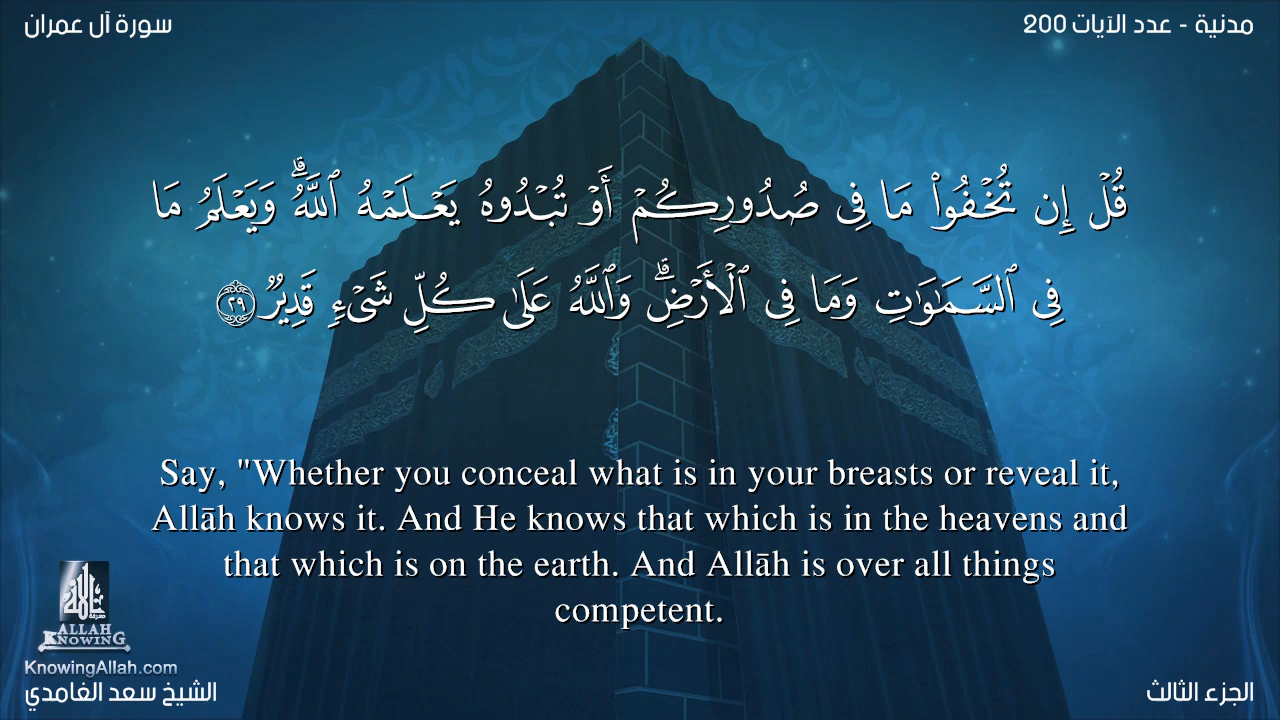 سورة آل عمران
مدنية - عدد الآيات 200
قُلْ إِن تُخْفُوا۟ مَا فِى صُدُورِكُمْ أَوْ تُبْدُوهُ يَعْلَمْهُ ٱللَّهُ ۗ وَيَعْلَمُ مَا
فِى ٱلسَّمَـٰوَٰتِ وَمَا فِى ٱلْأَرْضِ ۗ وَٱللَّهُ عَلَىٰ كُلِّ شَىْءٍ قَدِيرٌ ٢٩
Say, "Whether you conceal what is in your breasts or reveal it,
Allāh knows it. And He knows that which is in the heavens and
that which is on the earth. And Allāh is over all things
competent.
ALLAH
KNOWING
KnowingAllah.com
الشيخ سعد الغامدي
الجزء الثالث